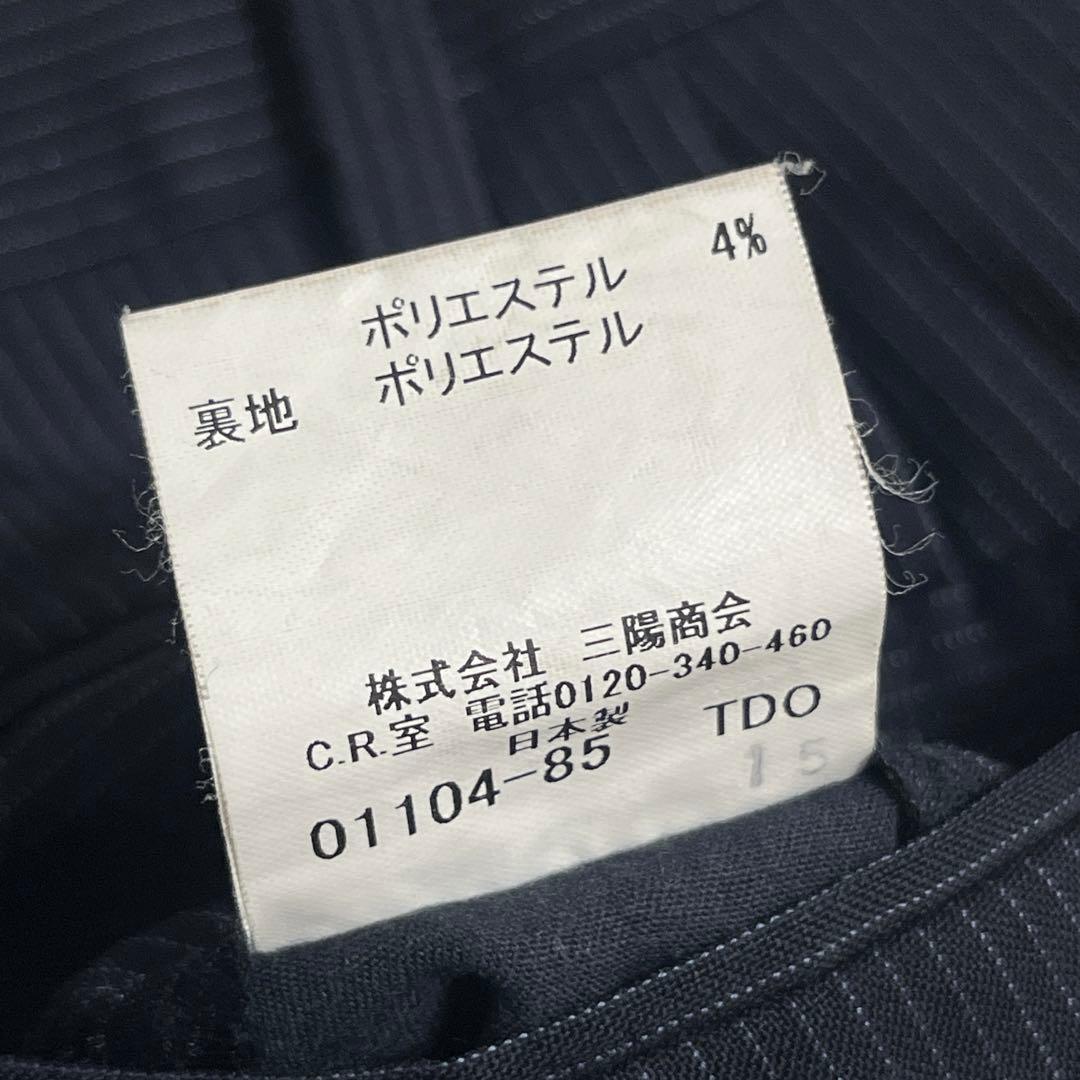 ポリエステル 4%
裏地 ポリエステル
株式会社 三陽商会
C.R.室 電話0120-340-460
日本製
01104-85 TDO
15